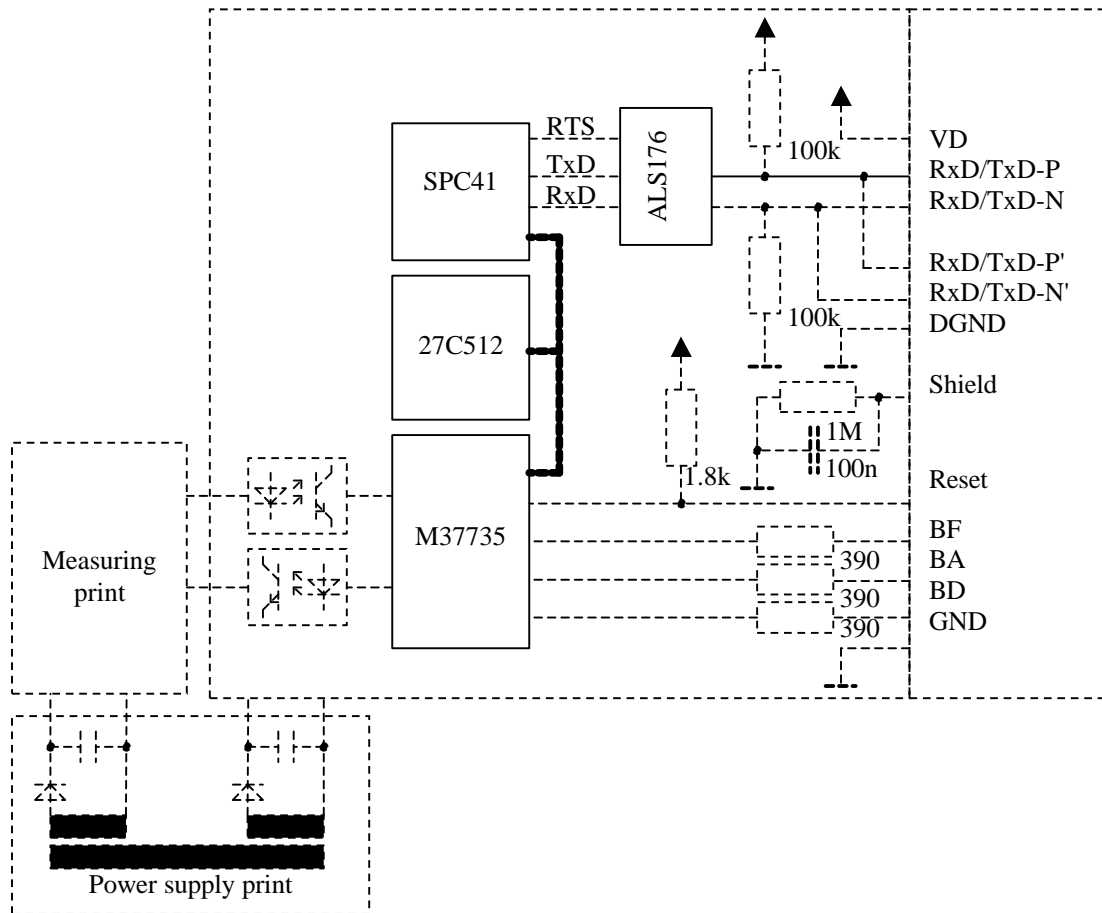 RTS
VD
100k
SPC41
TxD
ALS176
RxD/TxD-P
RxD
RxD/TxD-N
RxD/TxD-P'
RxD/TxD-N'
100k
DGND
27C512
Shield
1M
100n
1.8k
Reset
M37735
BF
Measuring
print
390
BA
390
BD
390
GND
Power supply print